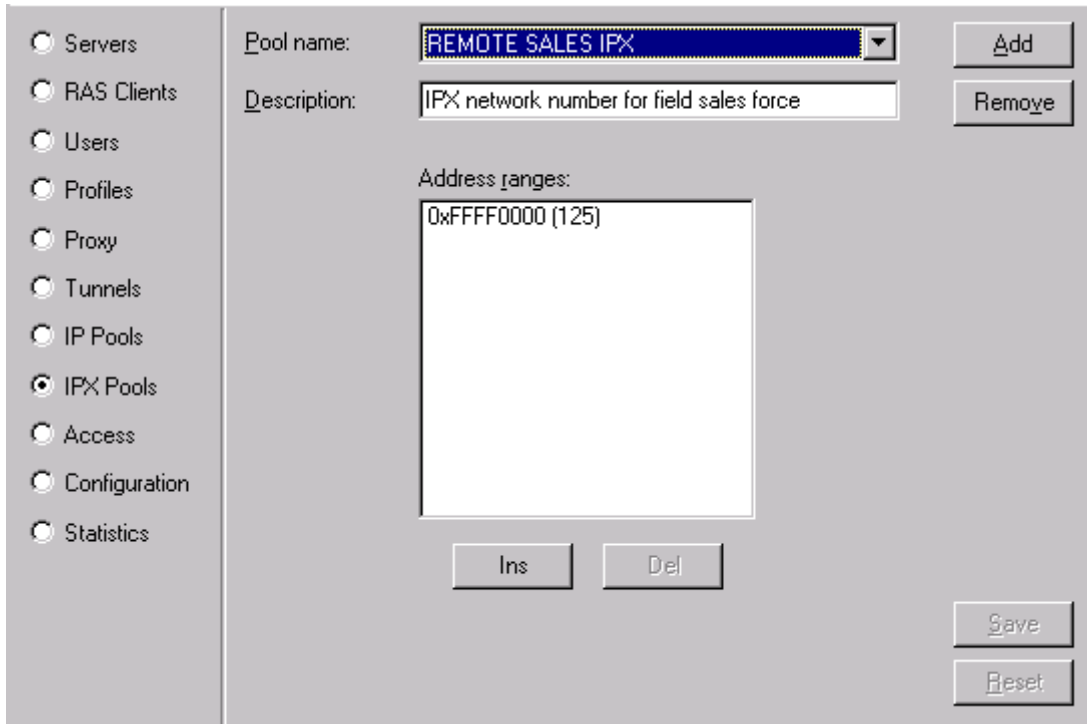 Servers
RAS Clients
Users
Profiles
Proxy
Tunnels
IP Pools
IPX Pools
Access
Configuration
Statistics
Pool name: REMOTE SALES IPX
Description: IPX network number for field sales force
Address ranges:
0xFFFF0000 (125)
Ins Del
Add
Remove
Save
Reset